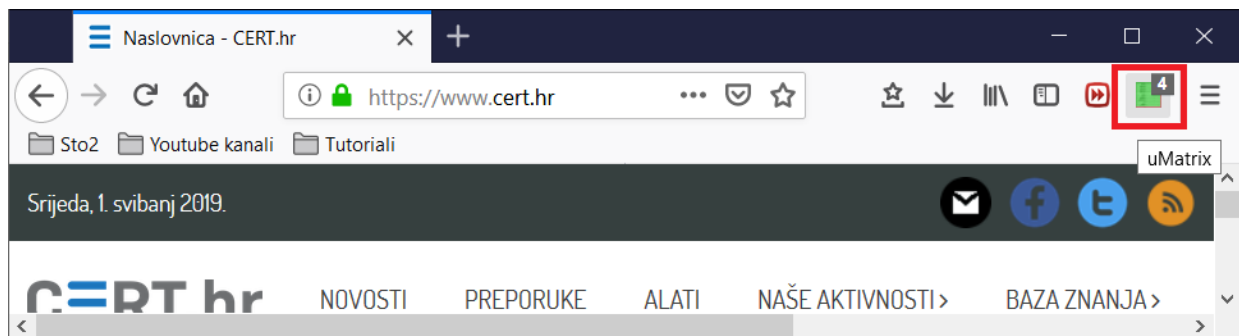 Naslovnica - CERT.hr
https://www.cert.hr
4
Sto2 Youtube kanali Tutoriali
uMatrix
Srijeda, 1. svibanj 2019.
CERT.hr NOVOSTI PREPORUKE ALATI NAŠE AKTIVNOSTI > BAZA ZNANJA >